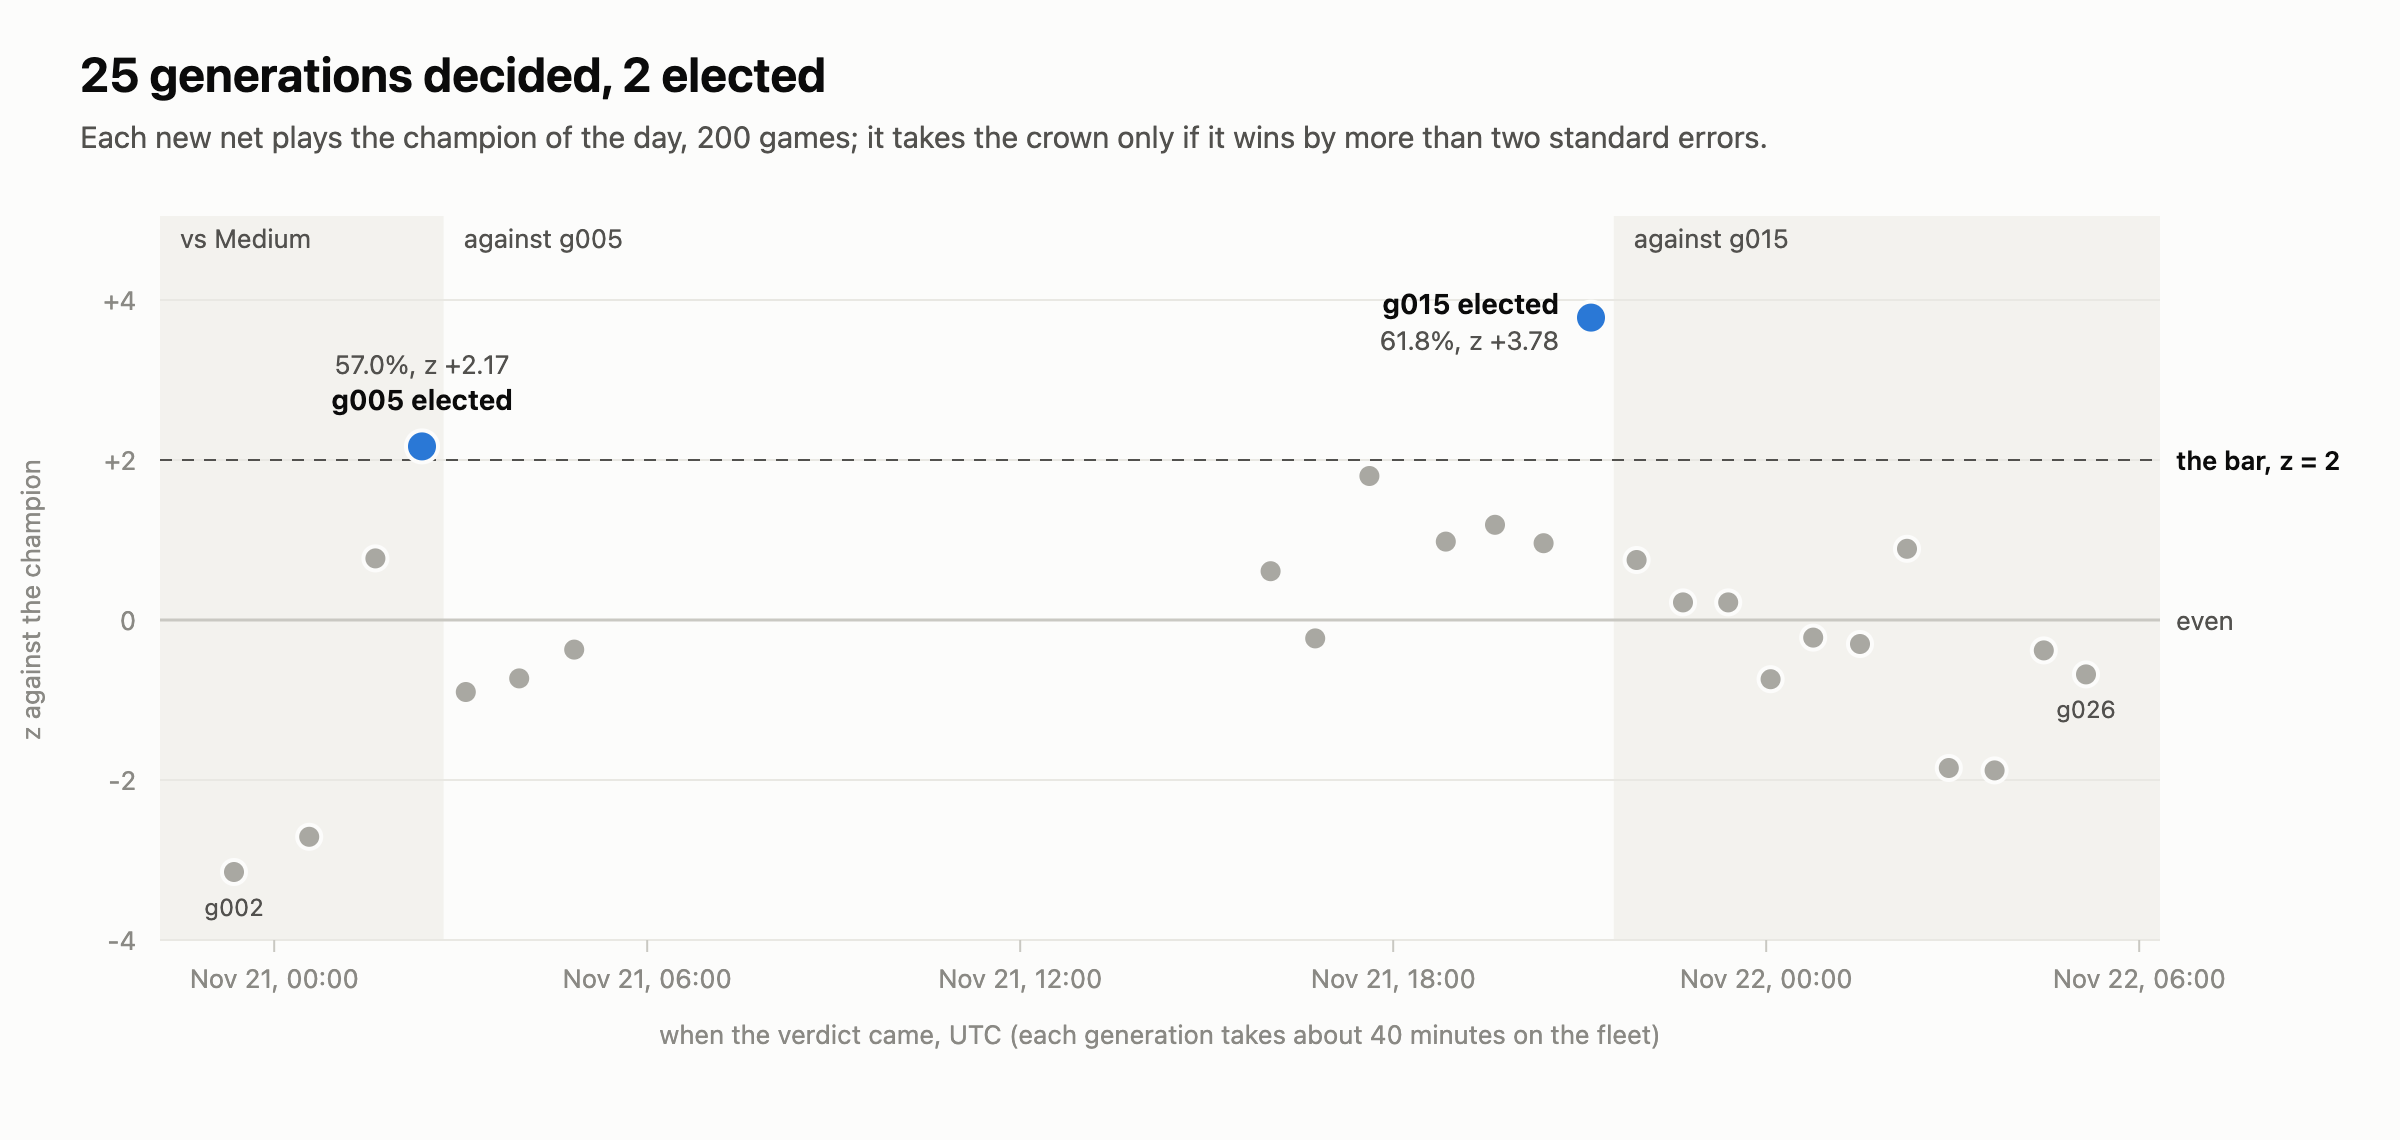 25 generations decided, 2 elected
Each new net plays the champion of the day, 200 games; it takes the crown only if it wins by more than two standard errors.
vs Medium
against g005
against g015
+4
g015 elected
61.8%, z +3.78
57.0%, z +2.17
g005 elected
+2
the bar, z = 2
z against the champion
0
even
g026
-2
g002
-4
Nov 21, 00:00
Nov 21, 06:00
Nov 21, 12:00
Nov 21, 18:00
Nov 22, 00:00
Nov 22, 06:00
when the verdict came, UTC (each generation takes about 40 minutes on the fleet)